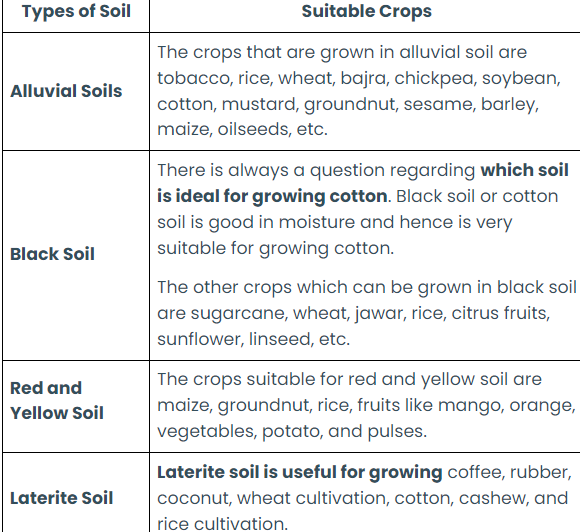 Types of Soil
Suitable Crops
Alluvial Soils
The crops that are grown in alluvial soil are
tobacco, rice, wheat, bajra, chickpea, soybean,
cotton, mustard, groundnut, sesame, barley,
maize, oilseeds, etc.
Black Soil
There is always a question regarding which soil
is ideal for growing cotton. Black soil or cotton
soil is good in moisture and hence is very
suitable for growing cotton.
The other crops which can be grown in black soil
are sugarcane, wheat, jawar, rice, citrus fruits,
sunflower, linseed, etc.
Red and
Yellow Soil
The crops suitable for red and yellow soil are
maize, groundnut, rice, fruits like mango, orange,
vegetables, potato, and pulses.
Laterite Soil
Laterite soil is useful for growing coffee, rubber,
coconut, wheat cultivation, cotton, cashew, and
rice cultivation.